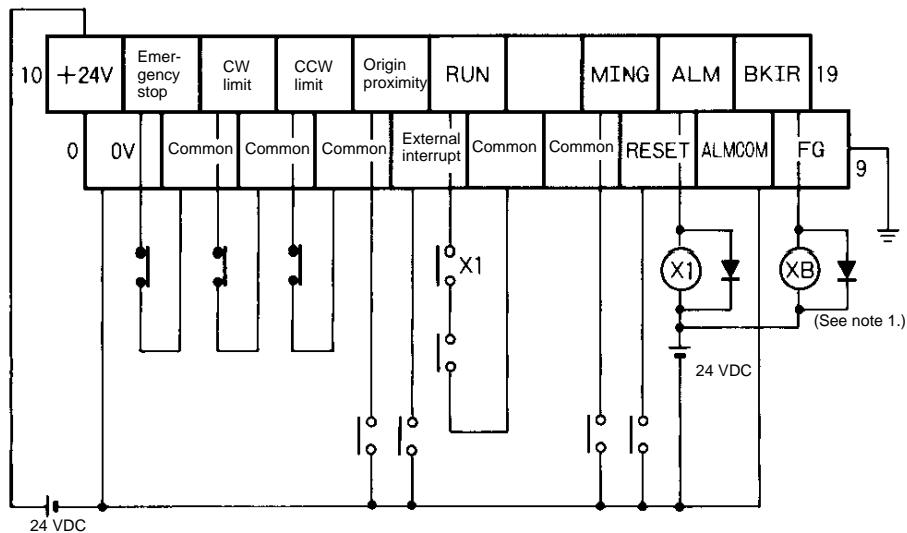 10
+24V
Emer-
gency
stop
CW
limit
CCW
limit
Origin
proximity
RUN
MING
ALM
BKIR
19
0
0V
Common
Common
Common
External
interrupt
Common
Common
RESET
ALMCOM
FG
9
X1
X1
XB
(See note 1.)
24 VDC
24 VDC